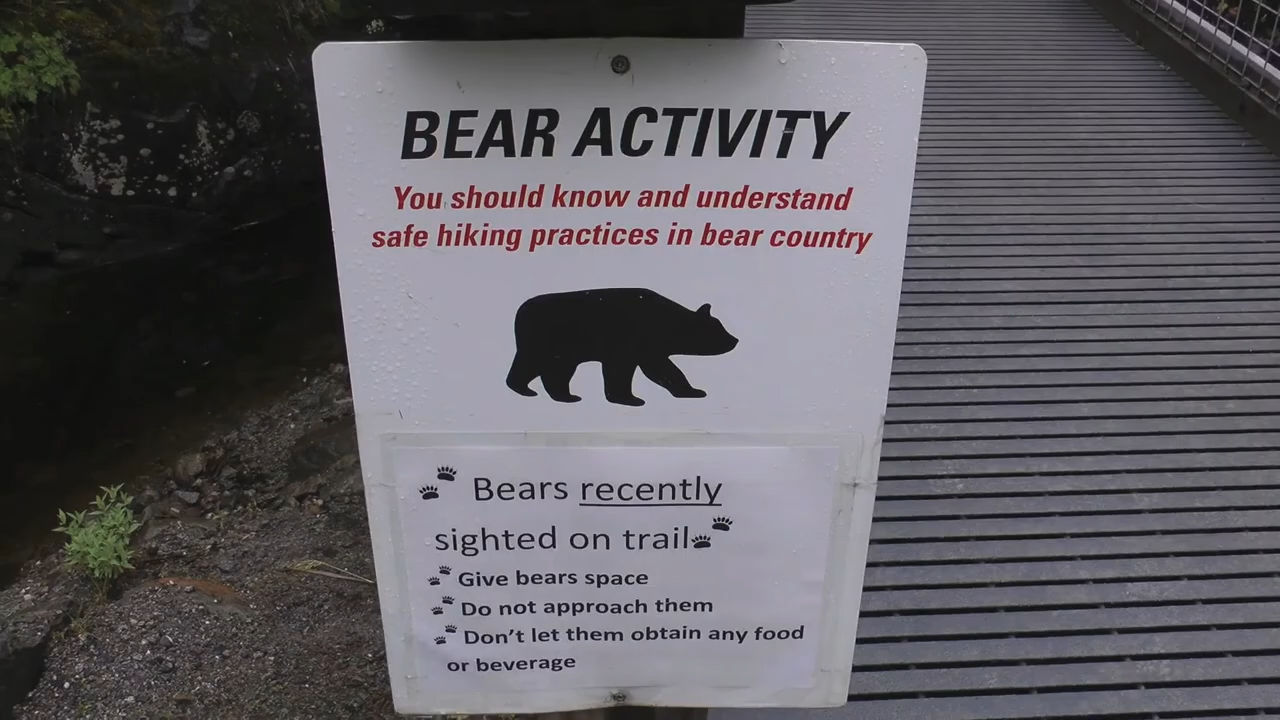 BEAR ACTIVITY
You should know and understand
safe hiking practices in bear country
Bears recently
sighted on trail
Give bears space
Do not approach them
Don't let them obtain any food
or beverage